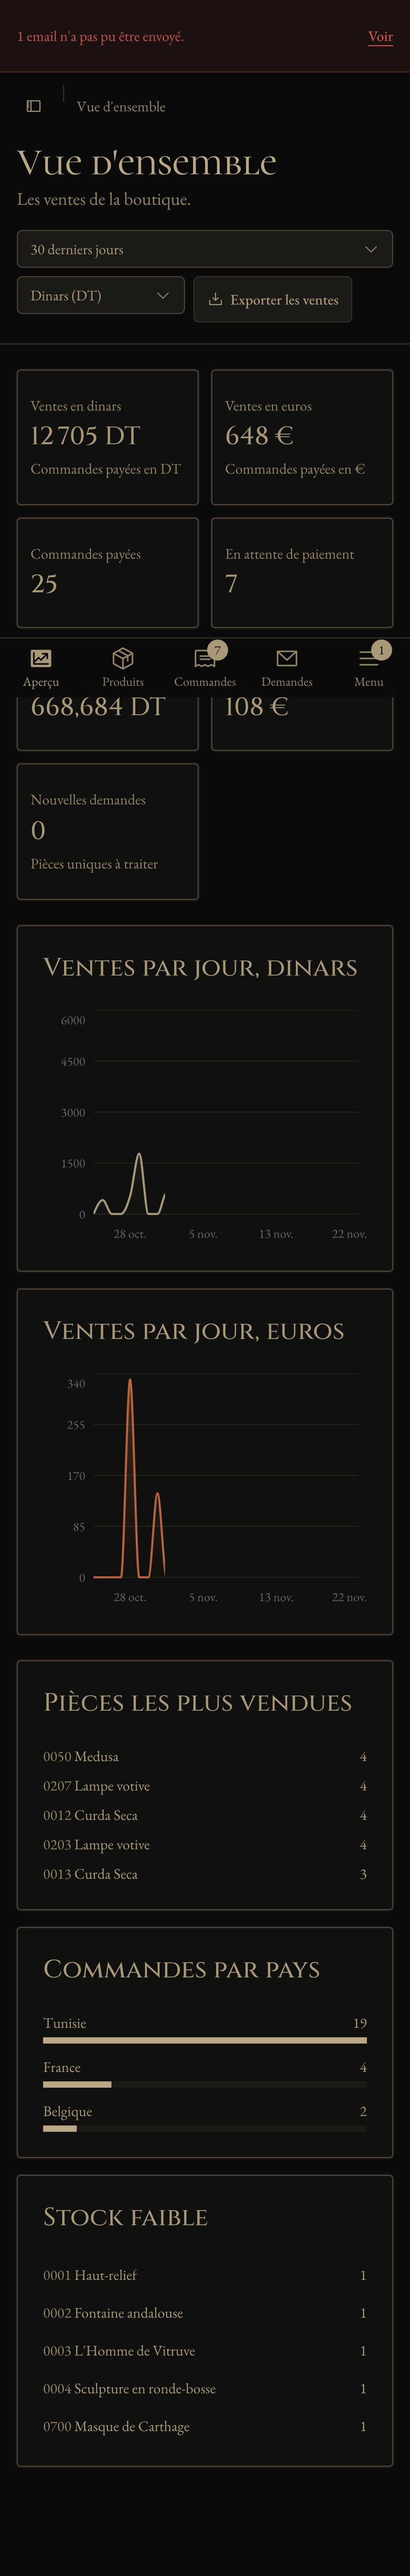 1 email n'a pas pu être envoyé.
Voir
Vue d'ensemble
Vue d'ensemble
Les ventes de la boutique.
30 derniers jours
Dinars (DT)
Exporter les ventes
Ventes en dinars
12 705 DT
Commandes payées en DT
Ventes en euros
648 €
Commandes payées en €
Commandes payées
25
En attente de paiement
7
Aperçu
Produits
7
Commandes
Demandes
1
Menu
668,684 DT
108 €
Nouvelles demandes
0
Pièces uniques à traiter
Ventes par jour, dinars
6000
4500
3000
1500
0
28 oct.
5 nov.
13 nov.
22 nov.
Ventes par jour, euros
340
255
170
85
0
28 oct.
5 nov.
13 nov.
22 nov.
Pièces les plus vendues
0050 Medusa 4
0207 Lampe votive 4
0012 Curda Seca 4
0203 Lampe votive 4
0013 Curda Seca 3
Commandes par pays
Tunisie 19
France 4
Belgique 2
Stock faible
0001 Haut-relief 1
0002 Fontaine andalouse 1
0003 L'Homme de Vitruve 1
0004 Sculpture en ronde-bosse 1
0700 Masque de Carthage 1